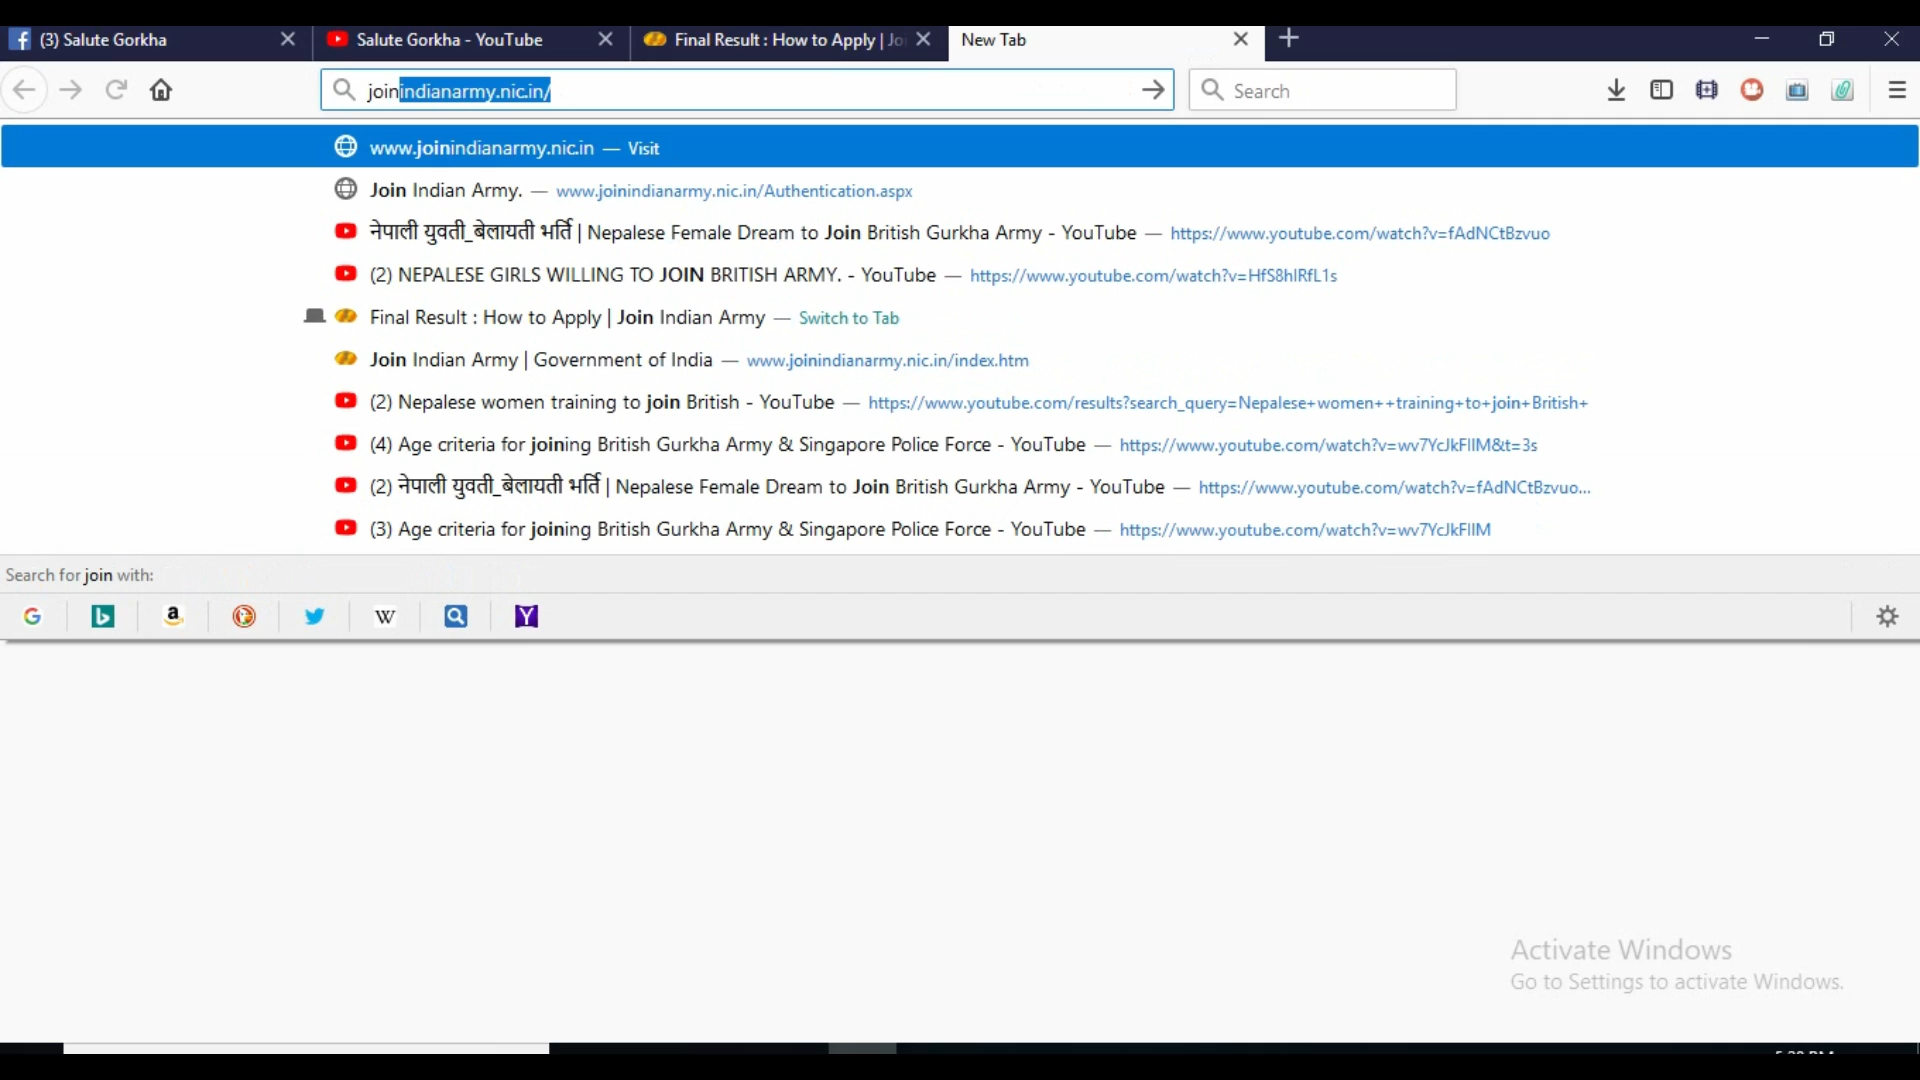 (3) Salute Gorkha
Salute Gorkha - YouTube
Final Result : How to Apply | Jo
New Tab
joinindianarmy.nic.in/
Search
www.joinindianarmy.nic.in — Visit
Join Indian Army. — www.joinindianarmy.nic.in/Authentication.aspx
नेपाली युवती_बेलायती भर्ति | Nepalese Female Dream to Join British Gurkha Army - YouTube — https://www.youtube.com/watch?v=fAdNCtBzvuo
(2) NEPALESE GIRLS WILLING TO JOIN BRITISH ARMY. - YouTube — https://www.youtube.com/watch?v=HfS8hIRfL1s
Final Result : How to Apply | Join Indian Army — Switch to Tab
Join Indian Army | Government of India — www.joinindianarmy.nic.in/index.htm
(2) Nepalese women training to join British - YouTube — https://www.youtube.com/results?search_query=Nepalese+women++training+to+join+British+
(4) Age criteria for joining British Gurkha Army & Singapore Police Force - YouTube — https://www.youtube.com/watch?v=wv7YcJkFIIM&t=3s
(2) नेपाली युवती_बेलायती भर्ति | Nepalese Female Dream to Join British Gurkha Army - YouTube — https://www.youtube.com/watch?v=fAdNCtBzvuo...
(3) Age criteria for joining British Gurkha Army & Singapore Police Force - YouTube — https://www.youtube.com/watch?v=wv7YcJkFIIM
Search for join with:
Activate Windows
Go to Settings to activate Windows.